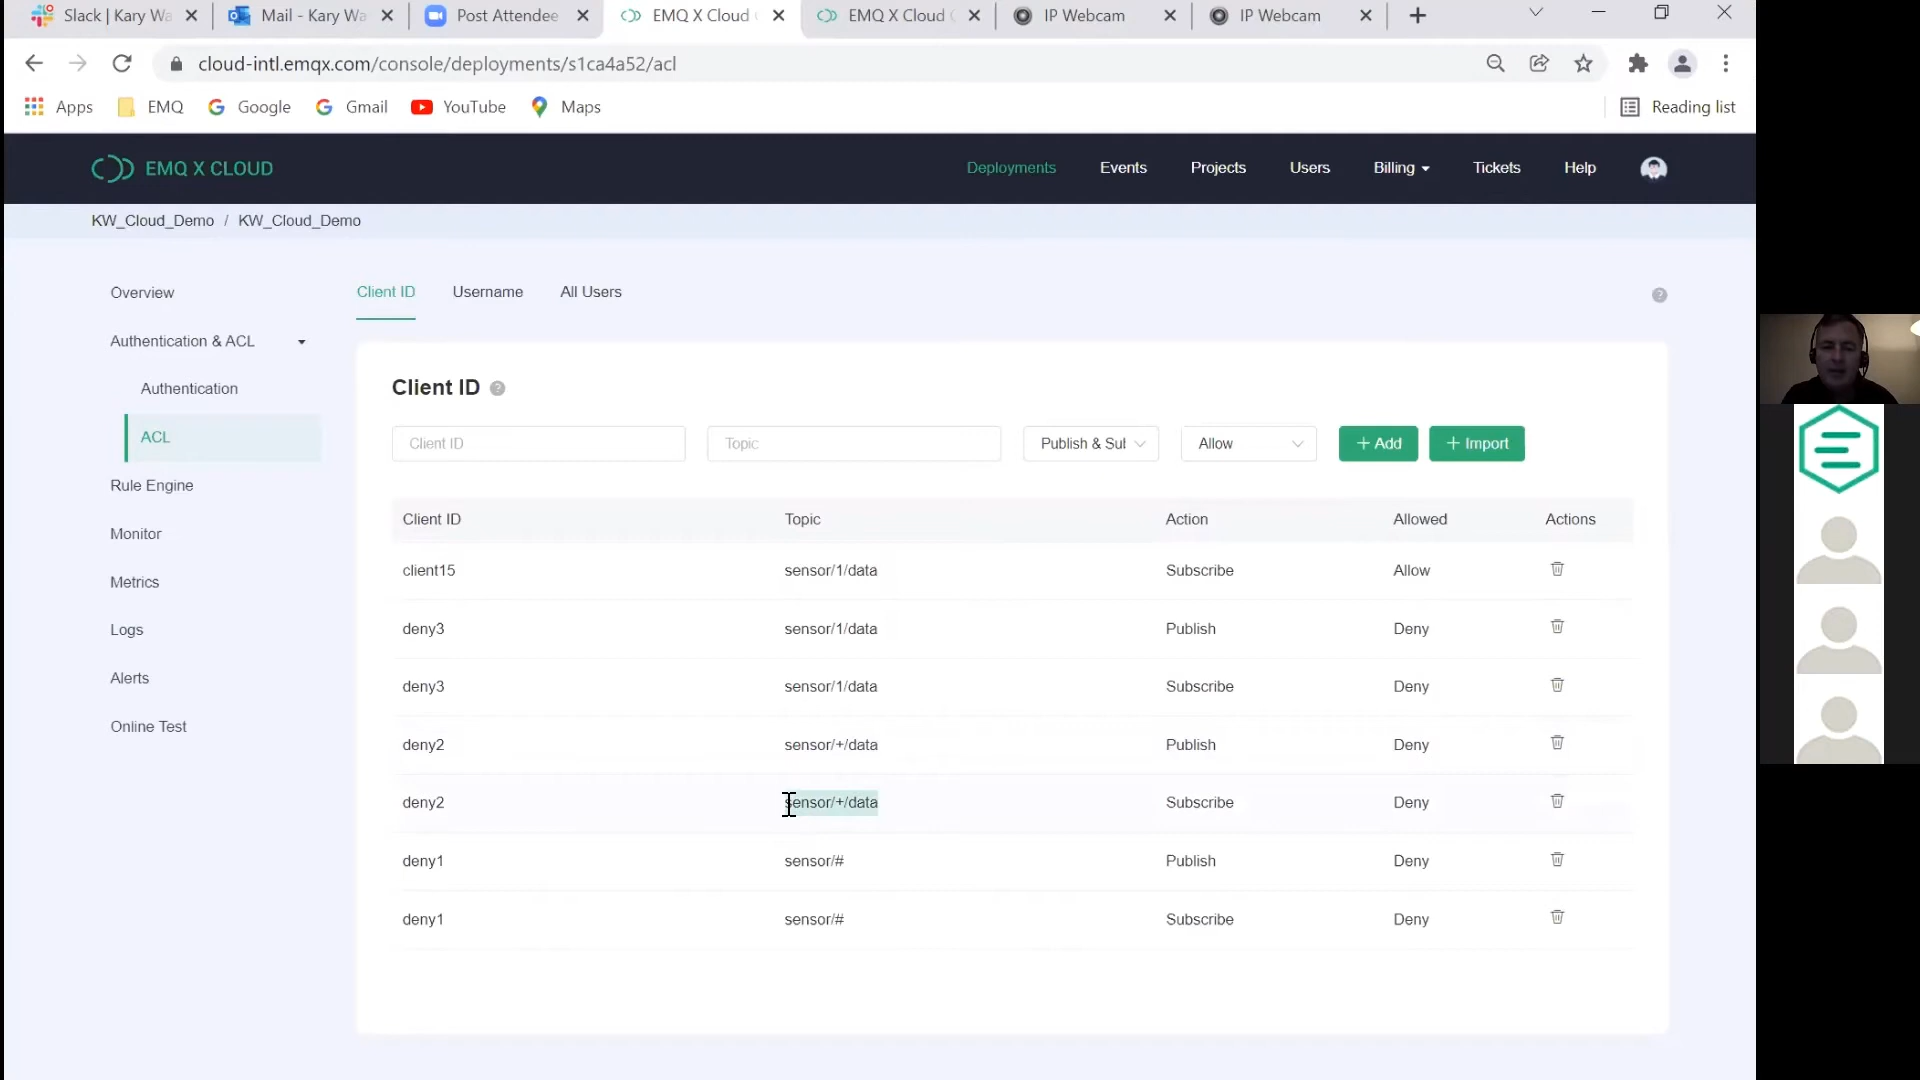 Slack | Kary Wa
Mail - Kary Wa
Post Attendee
EMQ X Cloud
EMQ X Cloud
IP Webcam
IP Webcam
cloud-intl.emqx.com/console/deployments/s1ca4a52/acl
Apps
EMQ
Google
Gmail
YouTube
Maps
Reading list
EMQ X CLOUD
Deployments
Events
Projects
Users
Billing
Tickets
Help
KW_Cloud_Demo / KW_Cloud_Demo
Overview
Authentication & ACL
Authentication
ACL
Rule Engine
Monitor
Metrics
Logs
Alerts
Online Test
Client ID
Username
All Users
Client ID
Client ID
Topic
Publish & Sul
Allow
+ Add
+ Import
Client ID Topic Action Allowed Actions
client15 sensor/1/data Subscribe Allow
deny3 sensor/1/data Publish Deny
deny3 sensor/1/data Subscribe Deny
deny2 sensor/+/data Publish Deny
deny2 sensor/+/data Subscribe Deny
deny1 sensor/# Publish Deny
deny1 sensor/# Subscribe Deny